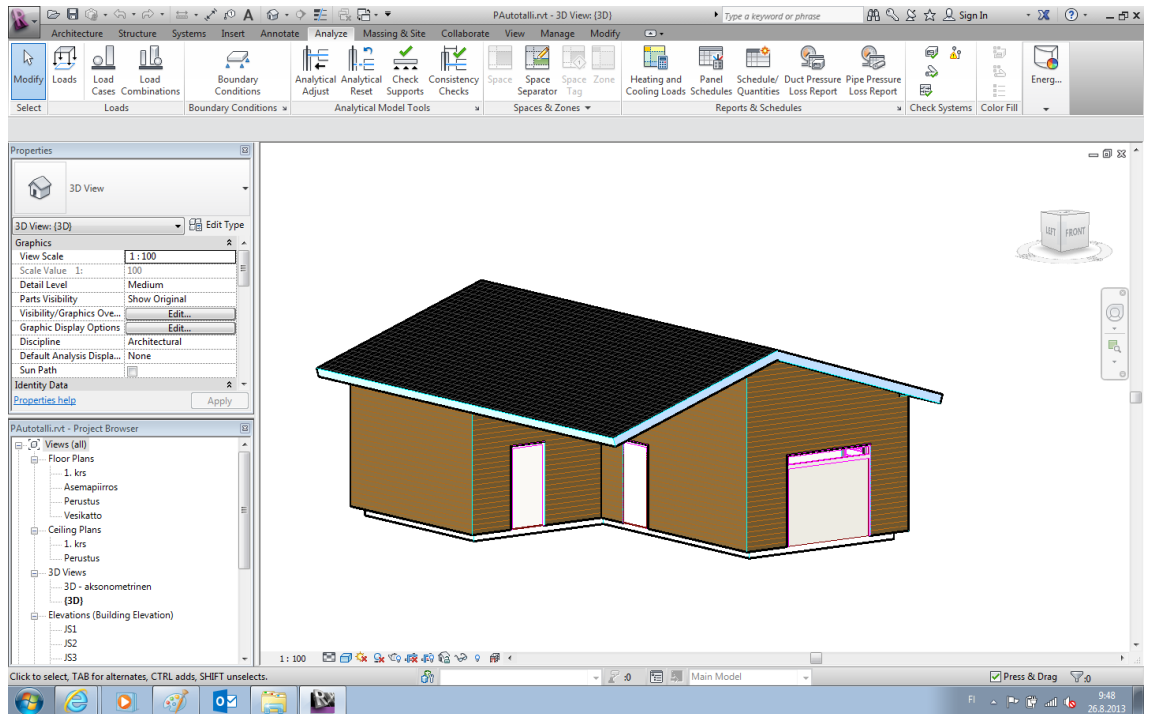 PAutotalli.rvt - 3D View: {3D}
Type a keyword or phrase
Sign In
Architecture Structure Systems Insert Annotate Analyze Massing & Site Collaborate View Manage Modify
Modify Loads Load Cases Load Combinations Boundary Conditions Analytical Adjust Analytical Reset Check Supports Consistency Checks Space Space Separator Space Tag Zone Heating and Cooling Loads Panel Schedules Schedule/ Quantities Duct Pressure Loss Report Pipe Pressure Loss Report Energ...
Select Loads Boundary Conditions Analytical Model Tools Spaces & Zones Reports & Schedules Check Systems Color Fill
Properties
3D View
3D View: {3D} Edit Type
Graphics
View Scale 1 : 100
Scale Value 1: 100
Detail Level Medium
Parts Visibility Show Original
Visibility/Graphics Ove... Edit...
Graphic Display Options Edit...
Discipline Architectural
Default Analysis Displa... None
Sun Path
Identity Data
Properties help Apply
PAutotalli.rvt - Project Browser
Views (all)
Floor Plans
1. krs
Asemapiirros
Perustus
Vesikatto
Ceiling Plans
1. krs
Perustus
3D Views
3D - aksonometrinen
{3D}
Elevations (Building Elevation)
JS1
JS2
JS3
FRONT
1 : 100
Click to select, TAB for alternates, CTRL adds, SHIFT unselects.
:0
Main Model
Press & Drag
:0
FI
9:48
26.8.2013